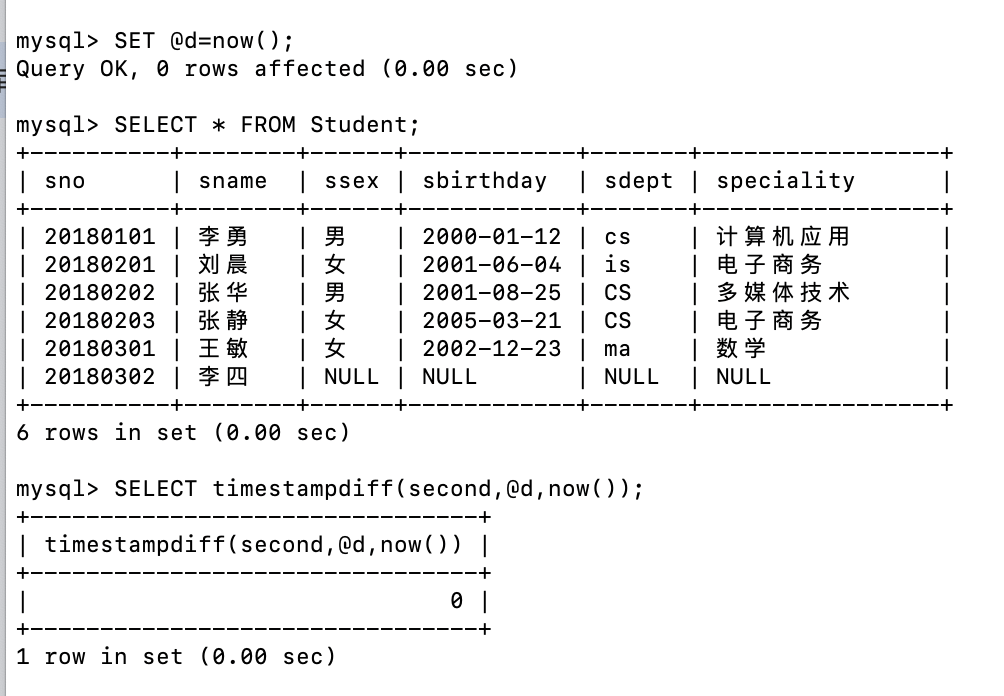 mysql> SET @d=now();
Query OK, 0 rows affected (0.00 sec)
mysql> SELECT * FROM Student;
+----------+--------+------+------------+-------+-----------------+
| sno      | sname  | ssex | sbirthday  | sdept | speciality      |
+----------+--------+------+------------+-------+-----------------+
| 20180101 | 李勇   | 男   | 2000-01-12 | cs    | 计算机应用      |
| 20180201 | 刘晨   | 女   | 2001-06-04 | is    | 电子商务        |
| 20180202 | 张华   | 男   | 2001-08-25 | CS    | 多媒体技术      |
| 20180203 | 张静   | 女   | 2005-03-21 | CS    | 电子商务        |
| 20180301 | 王敏   | 女   | 2002-12-23 | ma    | 数学            |
| 20180302 | 李四   | NULL | NULL       | NULL  | NULL            |
+----------+--------+------+------------+-------+-----------------+
6 rows in set (0.00 sec)
mysql> SELECT timestampdiff(second,@d,now());
+--------------------------------+
| timestampdiff(second,@d,now()) |
+--------------------------------+
|                              0 |
+--------------------------------+
1 row in set (0.00 sec)